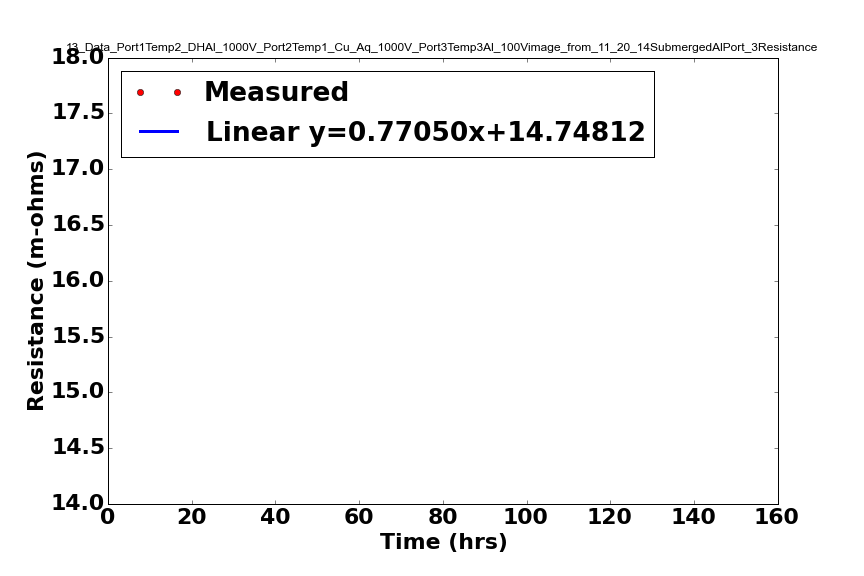 13_Data_Port1Temp2_DHAl_1000V_Port2Temp1_Cu_Aq_1000V_Port3Temp3Al_100Vimage_from_11_20_14SubmergedAlPort_3Resistance
18.0
17.5
17.0
16.5
16.0
15.5
15.0
14.5
14.0
Resistance (m-ohms)
Measured
Linear y=0.77050x+14.74812
0 20 40 60 80 100 120 140 160
Time (hrs)